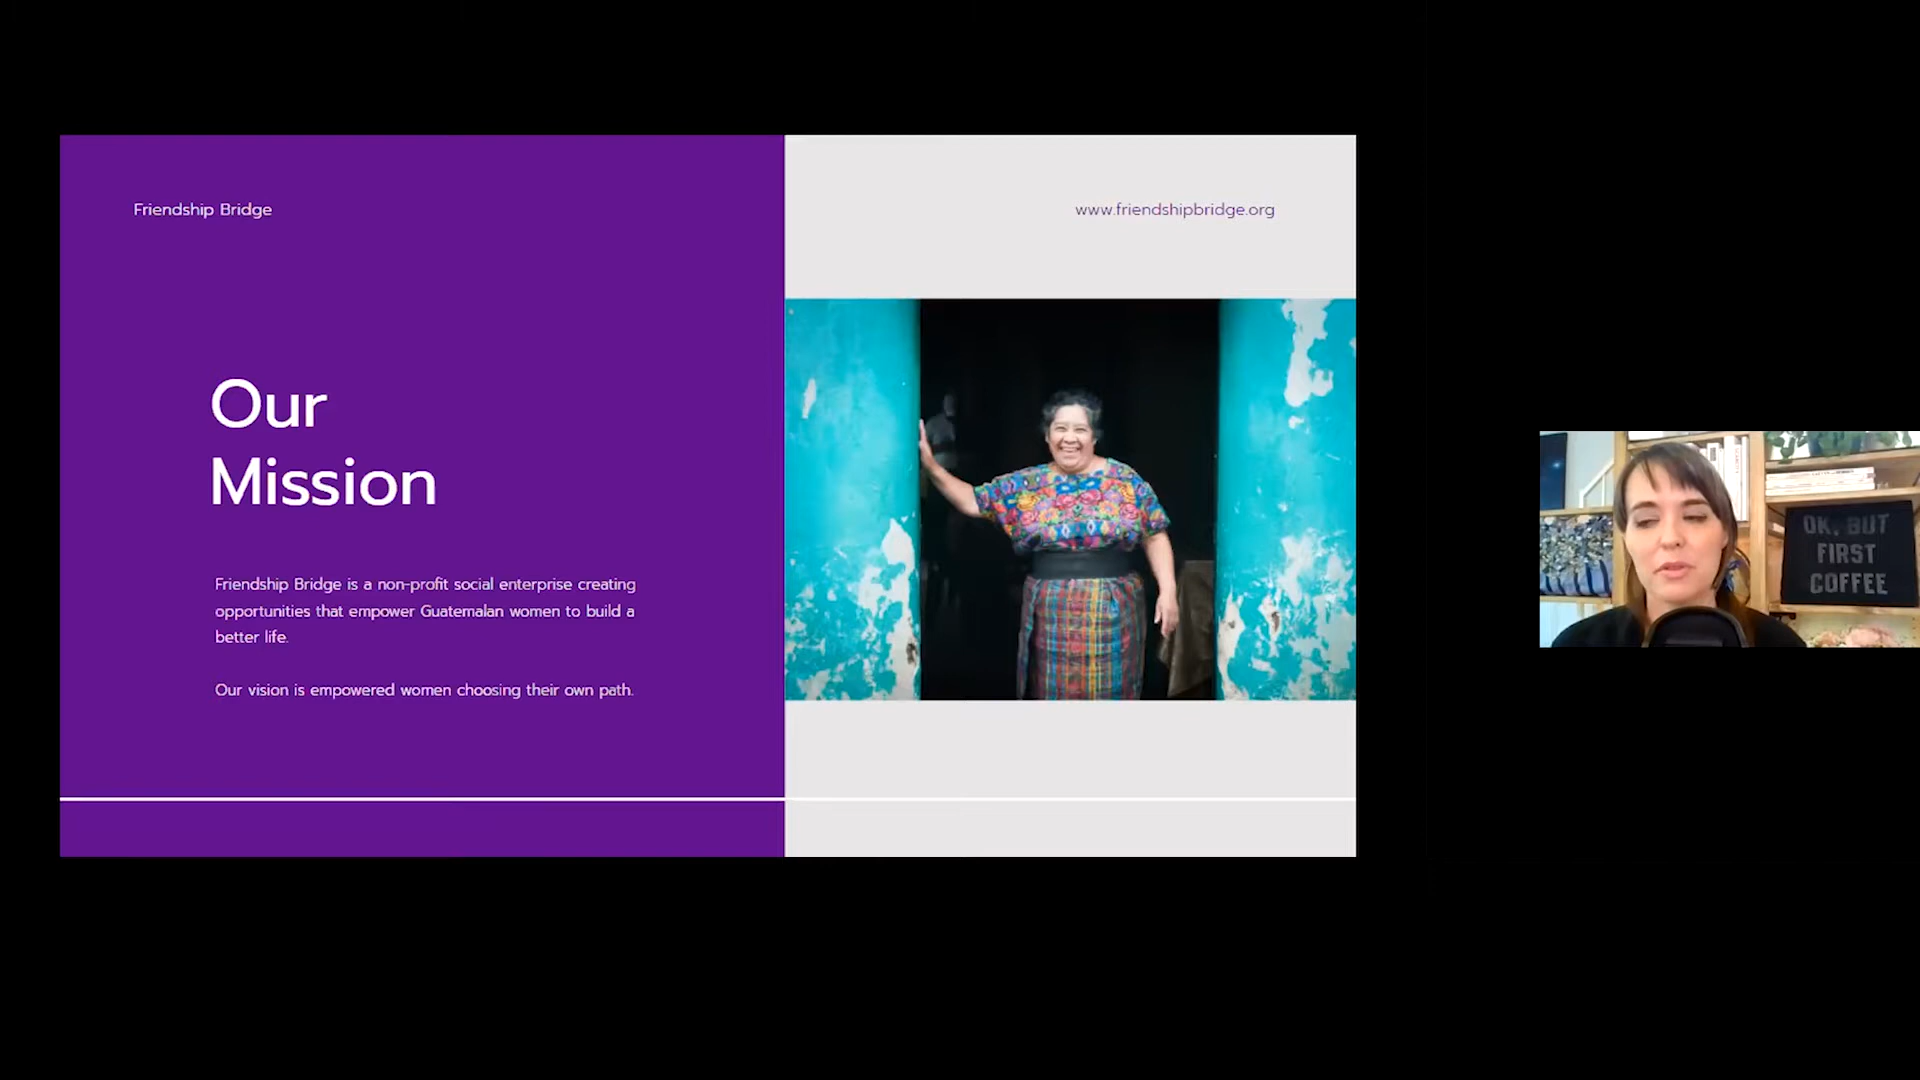 Friendship Bridge
www.friendshipbridge.org
Our
Mission
Friendship Bridge is a non-profit social enterprise creating
opportunities that empower Guatemalan women to build a
better life.
Our vision is empowered women choosing their own path.
OK, BUT
FIRST
COFFEE